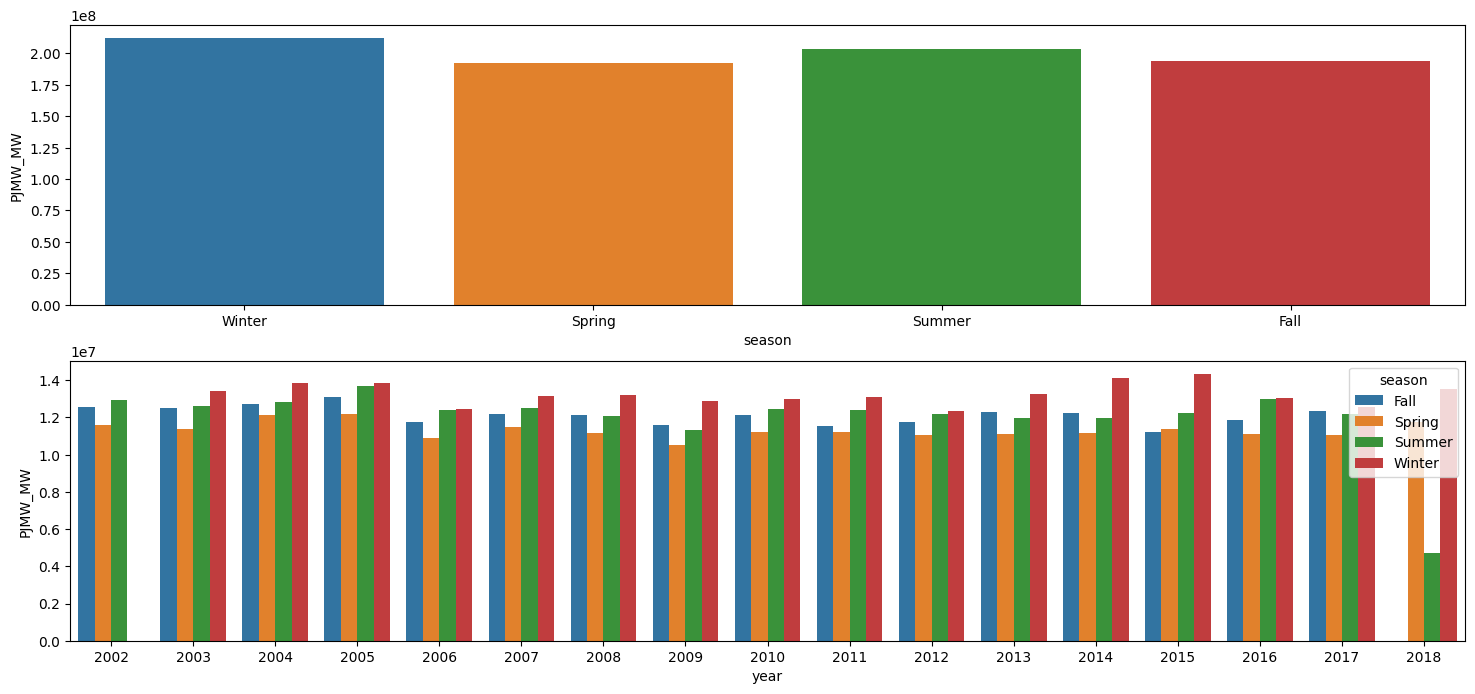 1e8
2.00
1.75
1.50
1.25
1.00
0.75
0.50
0.25
0.00
PJMW_MW
Winter Spring Summer Fall
season
1e7
1.4
1.2
1.0
0.8
0.6
0.4
0.2
0.0
PJMW_MW
season
Fall
Spring
Summer
Winter
2002 2003 2004 2005 2006 2007 2008 2009 2010 2011 2012 2013 2014 2015 2016 2017 2018
year